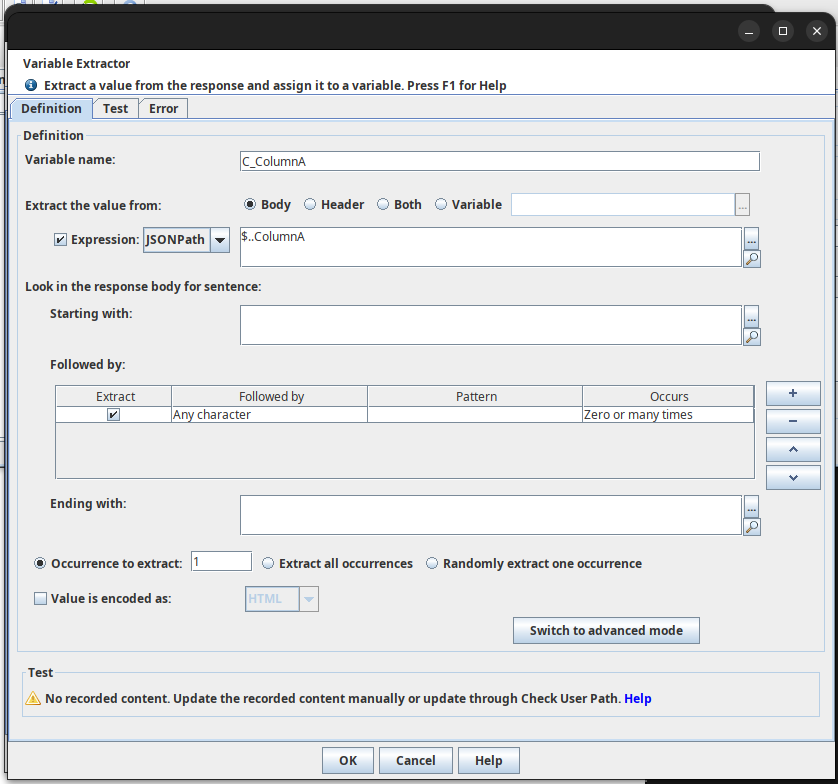 Variable Extractor
Extract a value from the response and assign it to a variable. Press F1 for Help
Definition Test Error
Definition
Variable name: C_ColumnA
Extract the value from: Body Header Both Variable ...
Expression: JSONPath $..ColumnA ...
Look in the response body for sentence:
Starting with: ...
Followed by:
Extract Followed by Pattern Occurs
Any character Zero or many times
Ending with: ...
Occurrence to extract: 1 Extract all occurrences Randomly extract one occurrence
Value is encoded as: HTML
Switch to advanced mode
Test
No recorded content. Update the recorded content manually or update through Check User Path. Help
OK Cancel Help